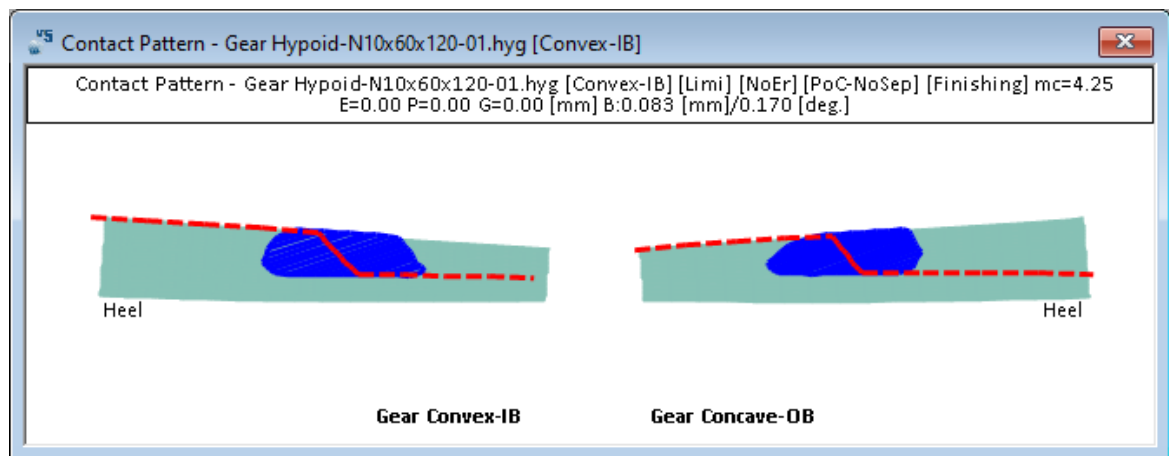 Contact Pattern - Gear Hypoid-N10x60x120-01.hyg [Convex-IB]
Contact Pattern - Gear Hypoid-N10x60x120-01.hyg [Convex-IB] [Limi] [NoEr] [PoC-NoSep] [Finishing] mc=4.25
E=0.00 P=0.00 G=0.00 [mm] B:0.083 [mm]/0.170 [deg.]
Heel
Heel
Gear Convex-IB
Gear Concave-OB